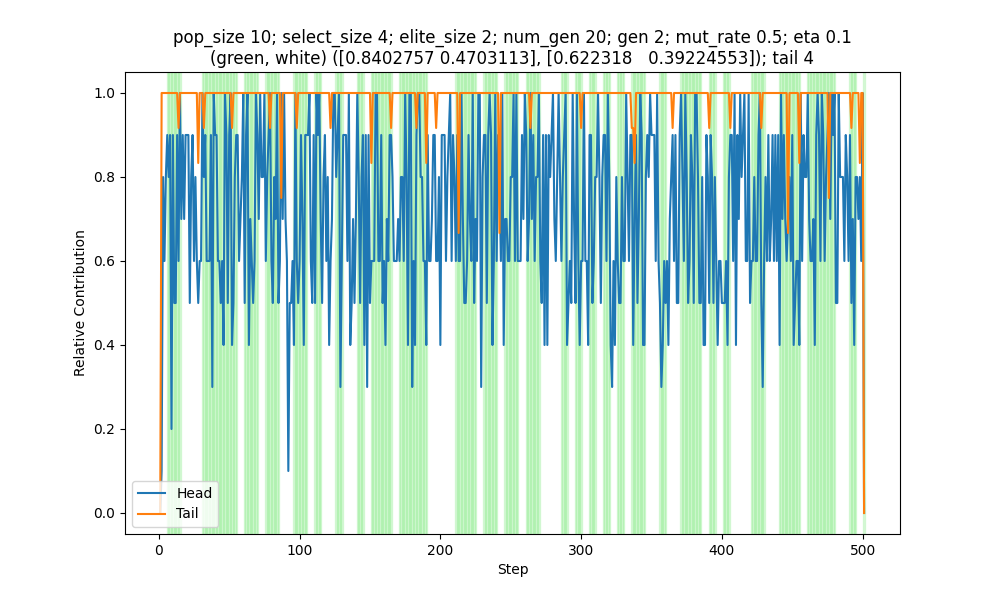 pop_size 10; select_size 4; elite_size 2; num_gen 20; gen 2; mut_rate 0.5; eta 0.1
(green, white) ([0.8402757 0.4703113], [0.622318   0.39224553]); tail 4
1.0
0.8
0.6
0.4
0.2
0.0
Relative Contribution
Head
Tail
0
100
200
300
400
500
Step